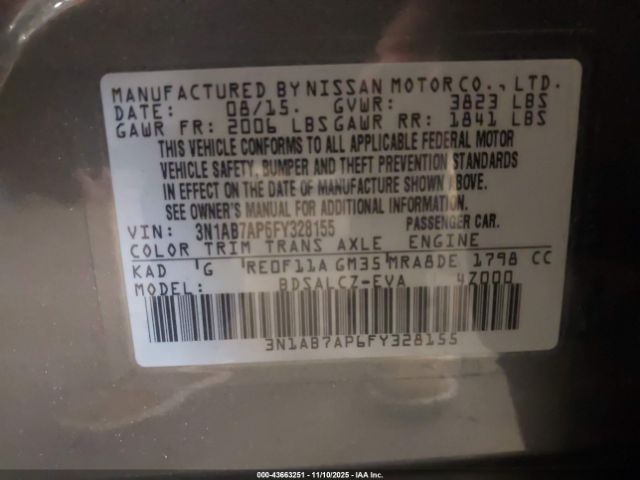 MANUFACTURED BY NISSAN MOTOR CO., LTD.
DATE: 08/15. GVWR: 3823 LBS
GAWR FR: 2006 LBS GAWR RR: 1841 LBS
THIS VEHICLE CONFORMS TO ALL APPLICABLE FEDERAL MOTOR
VEHICLE SAFETY, BUMPER AND THEFT PREVENTION STANDARDS
IN EFFECT ON THE DATE OF MANUFACTURE SHOWN ABOVE.
SEE OWNER'S MANUAL FOR ADDITIONAL INFORMATION.
VIN: 3N1AB7AP6FY328155 PASSENGER CAR.
COLOR TRIM TRANS AXLE ENGINE
KAD G RE0F11A GM35 MRA8DE 1798 CC
MODEL: BDSALCZ-EVA 4Z000
3N1AB7AP6FY328155
000-43663251 - 11/10/2025 - IAA Inc.